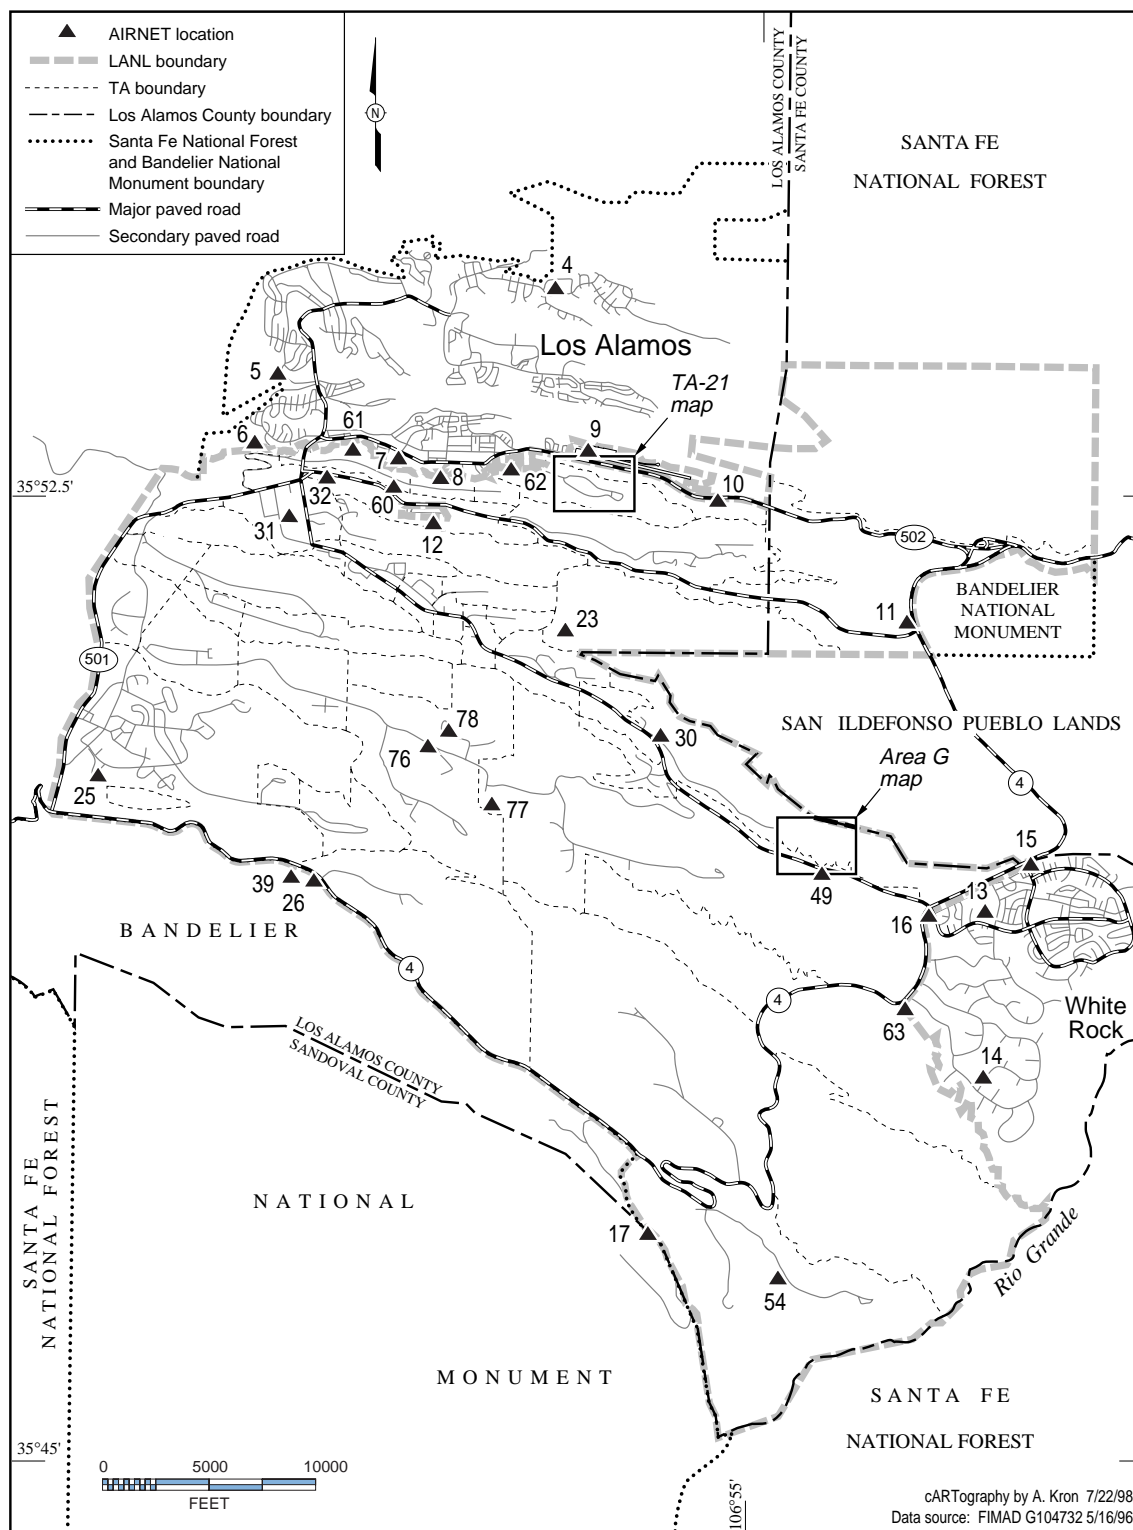 AIRNET location
LANL boundary
TA boundary
Los Alamos County boundary
Santa Fe National Forest
and Bandelier National
Monument boundary
Major paved road
Secondary paved road
N
LOS ALAMOS COUNTY
SANTA FE COUNTY
SANTA FE
NATIONAL FOREST
4
Los Alamos
5
TA-21
map
61
9
6
7
8
62
35°52.5'
32
60
10
31
12
502
BANDELIER
NATIONAL
MONUMENT
11
23
501
78
SAN ILDEFONSO PUEBLO LANDS
30
76
Area G
map
25
77
4
15
39
26
49
13
16
BANDELIER
4
4
White
Rock
63
LOS ALAMOS COUNTY
SANDOVAL COUNTY
14
SANTA FE
NATIONAL FOREST
NATIONAL
17
Rio Grande
54
MONUMENT
SANTA FE
NATIONAL FOREST
35°45'
0 5000 10000
FEET
106°55'
cARTography by A. Kron 7/22/98
Data source: FIMAD G104732 5/16/96